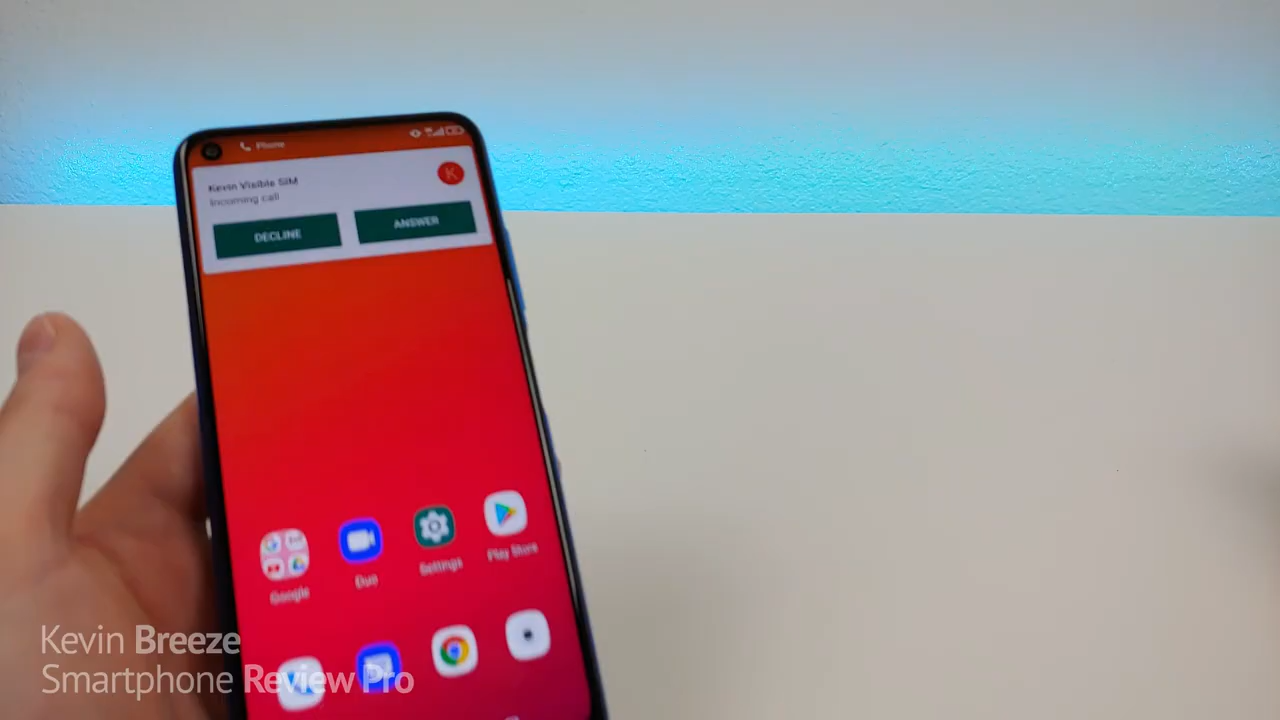 Phone
Kevin Visible SIM
K
Incoming call
DECLINE
ANSWER
Google
Duo
Settings
Play Store
Kevin Breeze
Smartphone Review Pro